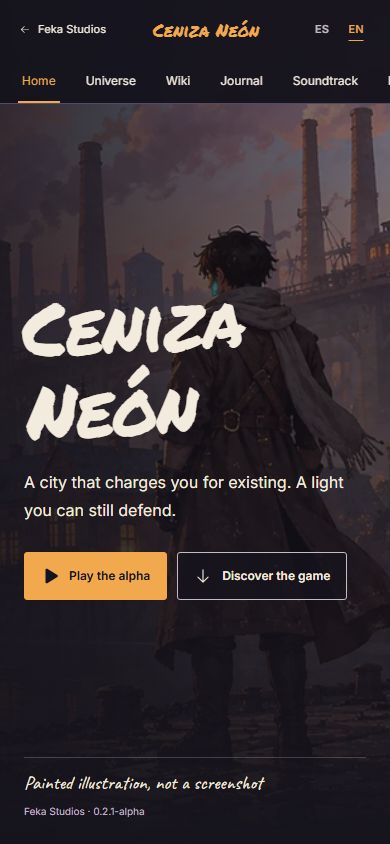 ← Feka Studios
Ceniza Neón
ES
EN
Home
Universe
Wiki
Journal
Soundtrack
Ceniza
Neón
A city that charges you for existing. A light
you can still defend.
Play the alpha
↓ Discover the game
Painted illustration, not a screenshot
Feka Studios · 0.2.1-alpha